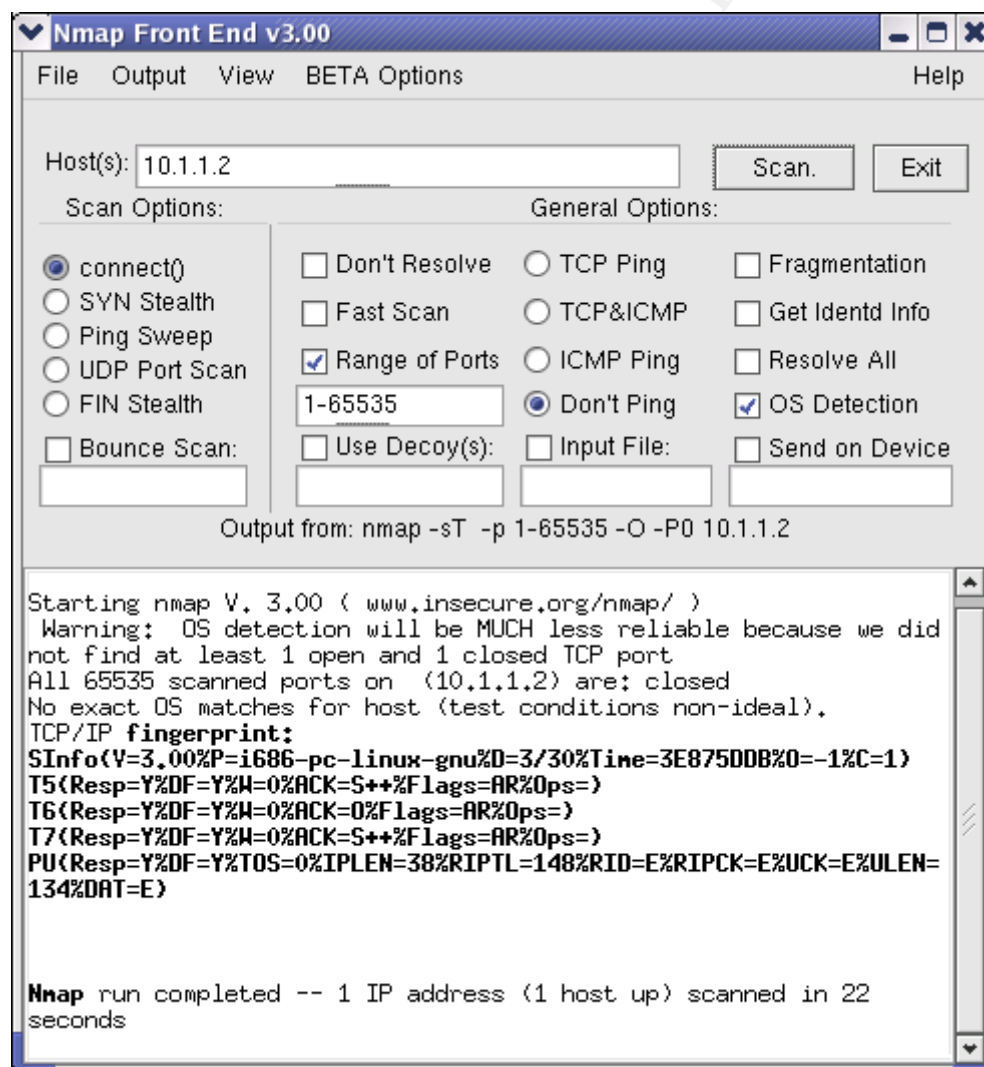 Nmap Front End v3.00
File Output View BETA Options Help
Host(s): 10.1.1.2 Scan. Exit
Scan Options: General Options:
connect() Don't Resolve TCP Ping Fragmentation
SYN Stealth Fast Scan TCP&ICMP Get Identd Info
Ping Sweep Range of Ports ICMP Ping Resolve All
UDP Port Scan 1-65535 Don't Ping OS Detection
FIN Stealth Use Decoy(s): Input File: Send on Device
Bounce Scan:
Output from: nmap -sT -p 1-65535 -O -P0 10.1.1.2
Starting nmap V. 3.00 ( www.insecure.org/nmap/ )
Warning: OS detection will be MUCH less reliable because we did
not find at least 1 open and 1 closed TCP port
All 65535 scanned ports on (10.1.1.2) are: closed
No exact OS matches for host (test conditions non-ideal).
TCP/IP fingerprint:
SInfo(V=3.00%P=i686-pc-linux-gnu%D=3/30%Time=3E875DDB%O=-1%C=1)
T5(Resp=Y%DF=Y%W=0%ACK=S++%Flags=AR%Ops=)
T6(Resp=Y%DF=Y%W=0%ACK=O%Flags=AR%Ops=)
T7(Resp=Y%DF=Y%W=0%ACK=S++%Flags=AR%Ops=)
PU(Resp=Y%DF=Y%TOS=0%IPLEN=38%RIPTL=148%RID=E%RIPCK=E%UCK=E%ULEN=
134%DAT=E)
Nmap run completed -- 1 IP address (1 host up) scanned in 22
seconds